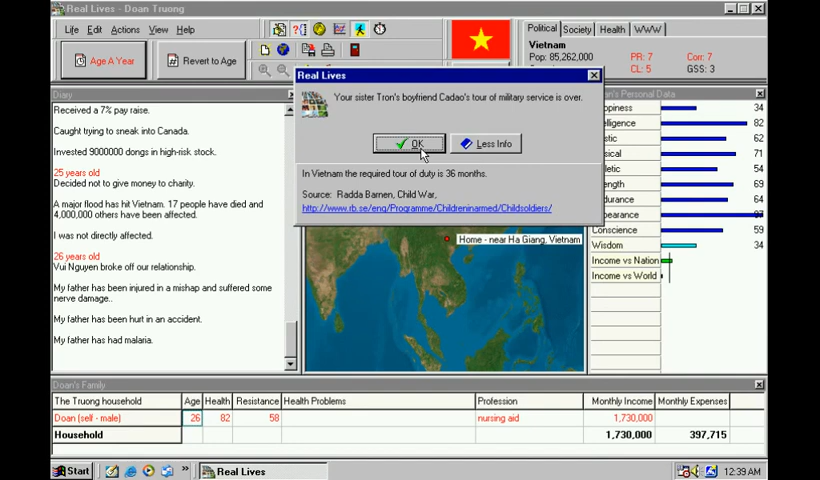 Real Lives - Doan Truong
Life Edit Actions View Help
Age A Year
Revert to Age
Political Society Health WWW
Vietnam
Pop: 85,262,000
PR: 7
Corr: 7
CL: 5
GSS: 3
Diary
Received a 7% pay raise.
Caught trying to sneak into Canada.
Invested 9000000 dongs in high-risk stock.
25 years old
Decided not to give money to charity.
A major flood has hit Vietnam. 17 people have died and
4,000,000 others have been affected.
I was not directly affected.
26 years old
Vui Nguyen broke off our relationship.
My father has been injured in a mishap and suffered some
nerve damage..
My father has been hurt in an accident.
My father has had malaria.
Real Lives
Your sister Tron's boyfriend Cadao's tour of military service is over.
OK
Less Info
In Vietnam the required tour of duty is 36 months.
Source: Radda Barnen, Child War,
http://www.rb.se/eng/Programme/Childreninarmed/Childsoldiers/
Home - near Ha Giang, Vietnam
's Personal Data
34
82
62
71
54
69
64
Conscience 59
Wisdom 34
Income vs Nation
Income vs World
Doan's Family
The Truong household Age Health Resistance Health Problems Profession Monthly Income Monthly Expenses
Doan (self - male) 26 82 58 nursing aid 1,730,000
Household 1,730,000 397,715
Start
Real Lives
12:39 AM